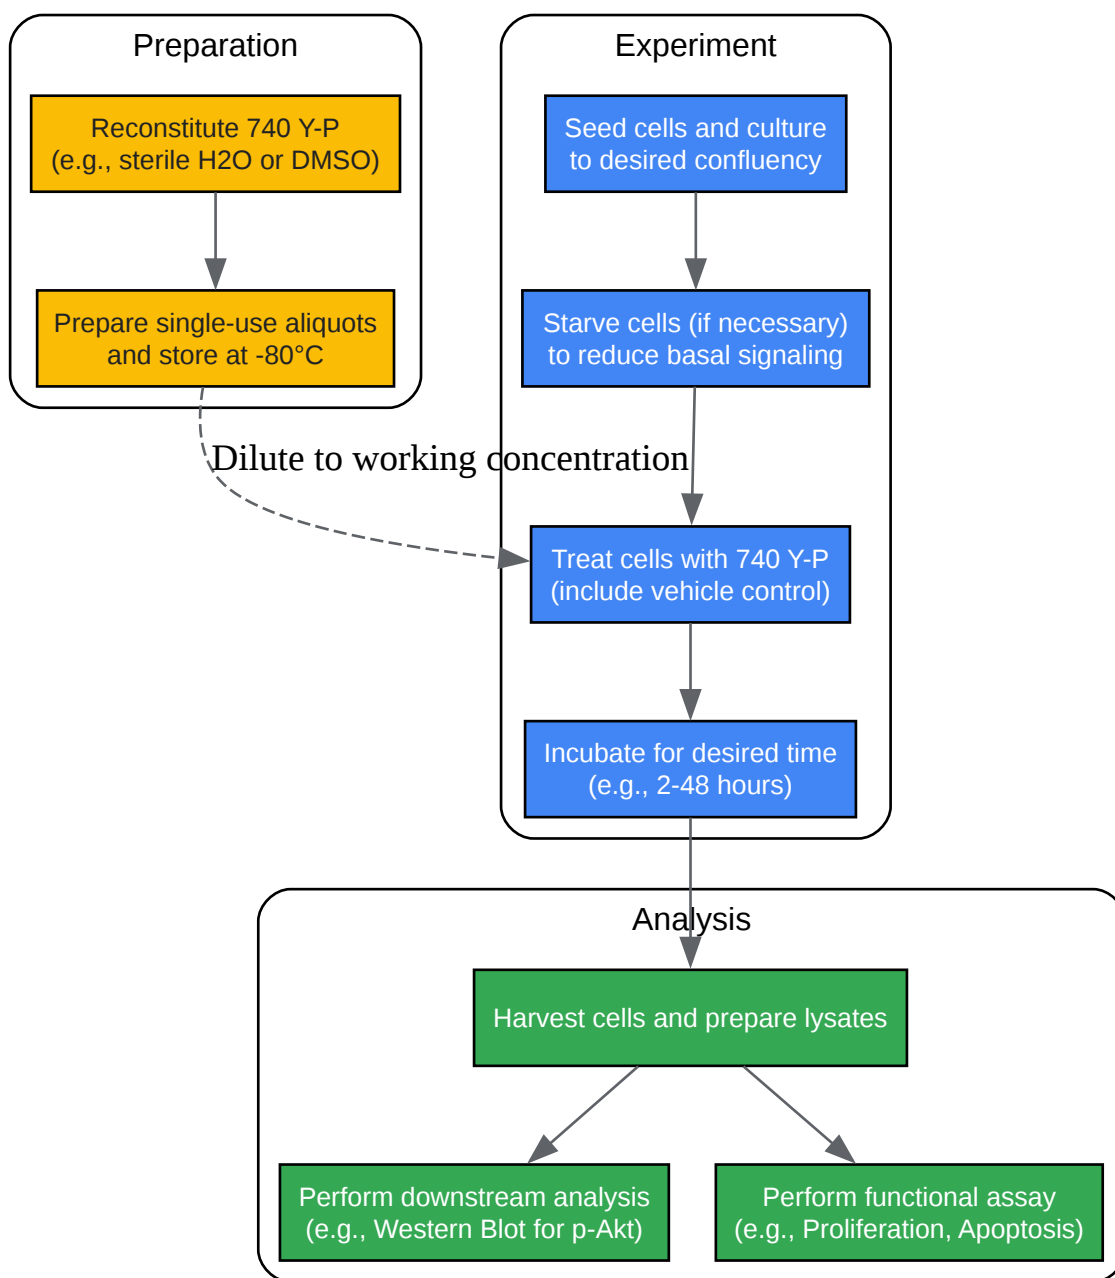 Preparation
Reconstitute 740 Y-P
(e.g., sterile H2O or DMSO)
Prepare single-use aliquots
and store at -80°C
Dilute to working concentration
Experiment
Seed cells and culture
to desired confluency
Starve cells (if necessary)
to reduce basal signaling
Treat cells with 740 Y-P
(include vehicle control)
Incubate for desired time
(e.g., 2-48 hours)
Analysis
Harvest cells and prepare lysates
Perform downstream analysis
(e.g., Western Blot for p-Akt)
Perform functional assay
(e.g., Proliferation, Apoptosis)